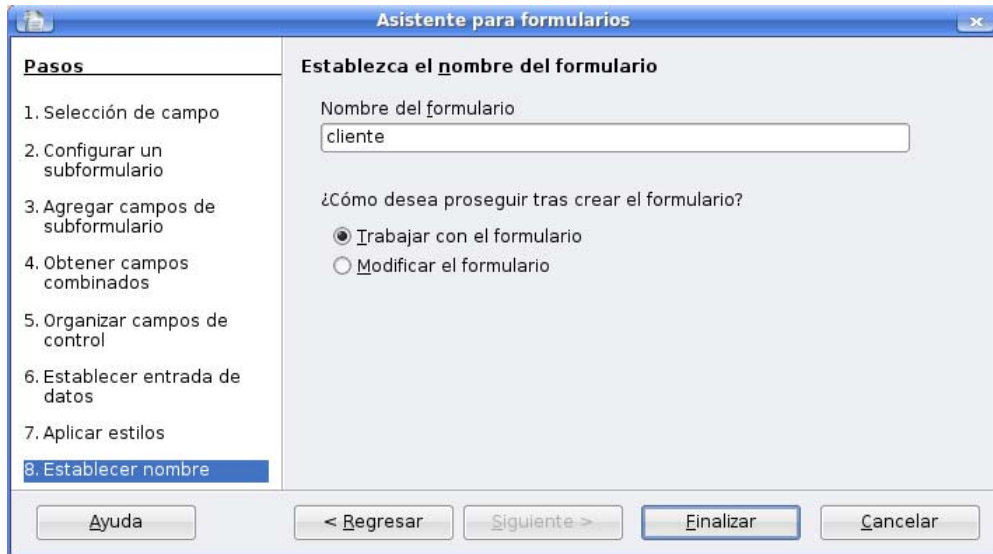 Asistente para formularios
Pasos
1. Selección de campo
2. Configurar un
subformulario
3. Agregar campos de
subformulario
4. Obtener campos
combinados
5. Organizar campos de
control
6. Establecer entrada de
datos
7. Aplicar estilos
8. Establecer nombre
Establezca el nombre del formulario
Nombre del formulario
cliente
¿Cómo desea proseguir tras crear el formulario?
Trabajar con el formulario
Modificar el formulario
Ayuda
< Regresar
Siguiente >
Finalizar
Cancelar